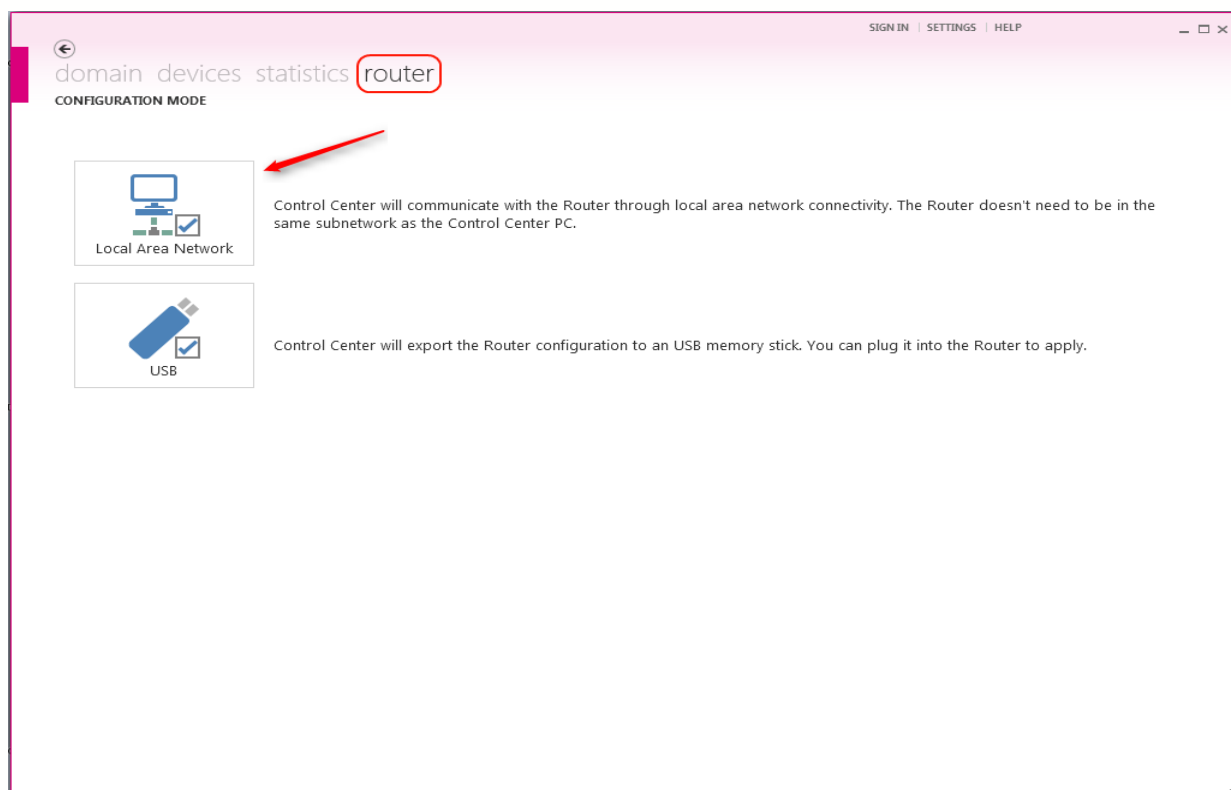 SIGN IN | SETTINGS | HELP
domain devices statistics router
CONFIGURATION MODE
Control Center will communicate with the Router through local area network connectivity. The Router doesn't need to be in the
same subnetwork as the Control Center PC.
Local Area Network
Control Center will export the Router configuration to an USB memory stick. You can plug it into the Router to apply.
USB